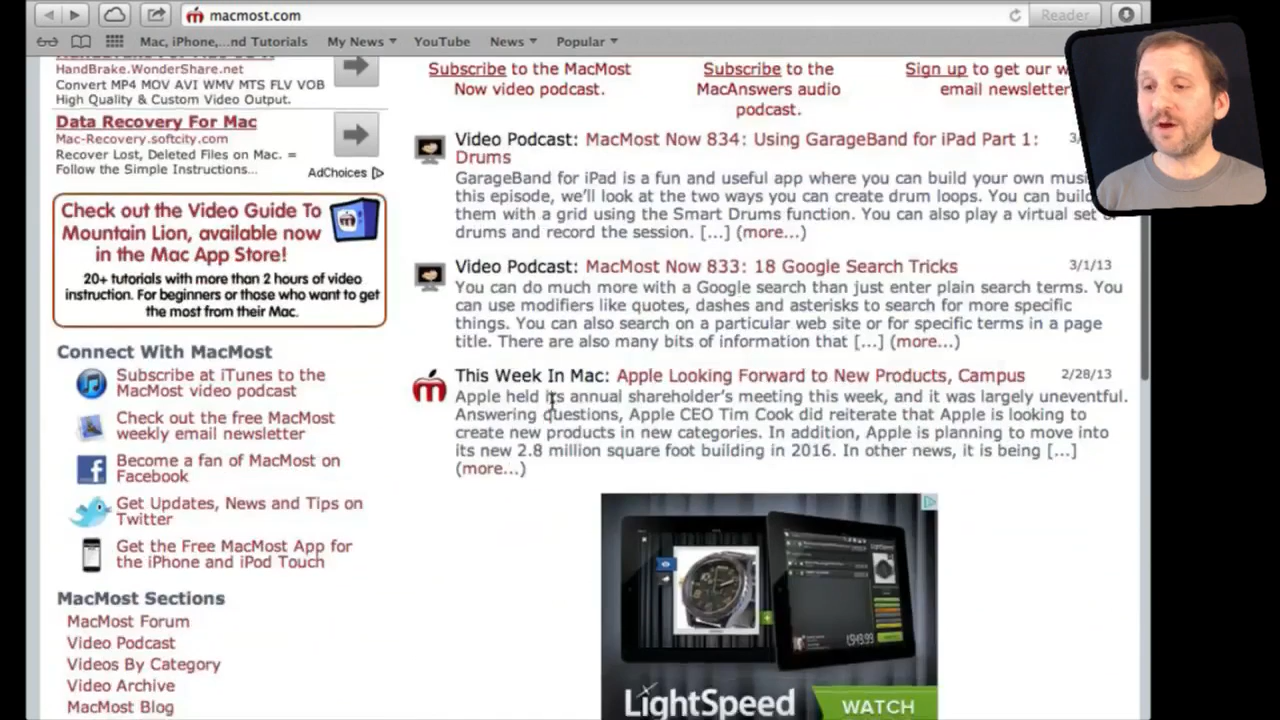 macmost.com
Reader
Mac, iPhone,...nd Tutorials
My News
YouTube
News
Popular
HandBrake.WonderShare.net
Convert MP4 MOV AVI WMV MTS FLV VOB
High Quality & Custom Video Output.
Data Recovery For Mac
Mac-Recovery.softcity.com
Recover Lost, Deleted Files on Mac. =
Follow the Simple Instructions...
AdChoices
Check out the Video Guide To
Mountain Lion, available now
in the Mac App Store!
20+ tutorials with more than 2 hours of video
instruction. For beginners or those who want to get
the most from their Mac.
Connect With MacMost
Subscribe at iTunes to the
MacMost video podcast
Check out the free MacMost
weekly email newsletter
Become a fan of MacMost on
Facebook
Get Updates, News and Tips on
Twitter
Get the Free MacMost App for
the iPhone and iPod Touch
MacMost Sections
MacMost Forum
Video Podcast
Videos By Category
Video Archive
MacMost Blog
Subscribe to the MacMost
Now video podcast.
Subscribe to the
MacAnswers audio
podcast.
Sign up to get our
email newsletter
Video Podcast: MacMost Now 834: Using GarageBand for iPad Part 1:
Drums
GarageBand for iPad is a fun and useful app where you can build your own
this episode, we'll look at the two ways you can create drum loops. You can
them with a grid using the Smart Drums function. You can also play a virtual set
drums and record the session. [...] (more...)
Video Podcast: MacMost Now 833: 18 Google Search Tricks 3/1/13
You can do much more with a Google search than just enter plain search terms. You
can use modifiers like quotes, dashes and asterisks to search for more specific
things. You can also search on a particular web site or for specific terms in a page
title. There are also many bits of information that [...] (more...)
This Week In Mac: Apple Looking Forward to New Products, Campus 2/28/13
Apple held its annual shareholder's meeting this week, and it was largely uneventful.
Answering questions, Apple CEO Tim Cook did reiterate that Apple is looking to
create new products in new categories. In addition, Apple is planning to move into
its new 2.8 million square foot building in 2016. In other news, it is being [...]
(more...)
LightSpeed
WATCH